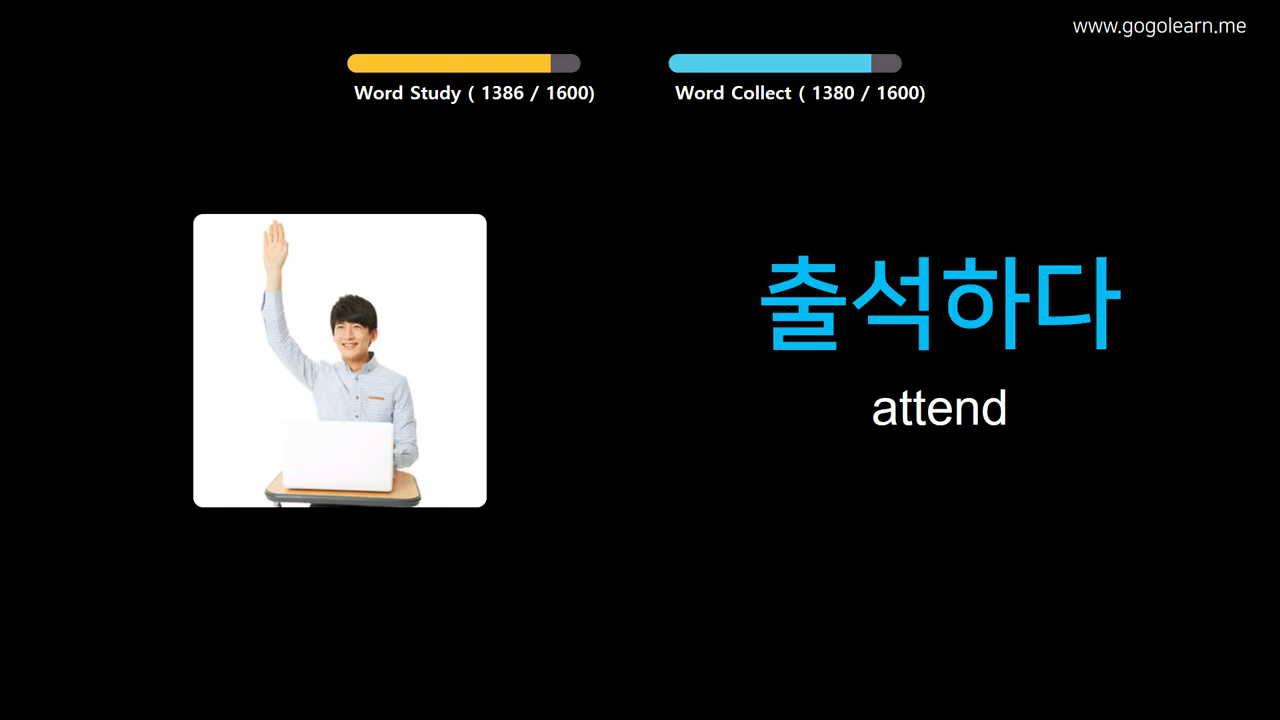 www.gogolearn.me
Word Study ( 1386 / 1600)
Word Collect ( 1380 / 1600)
출석하다
attend